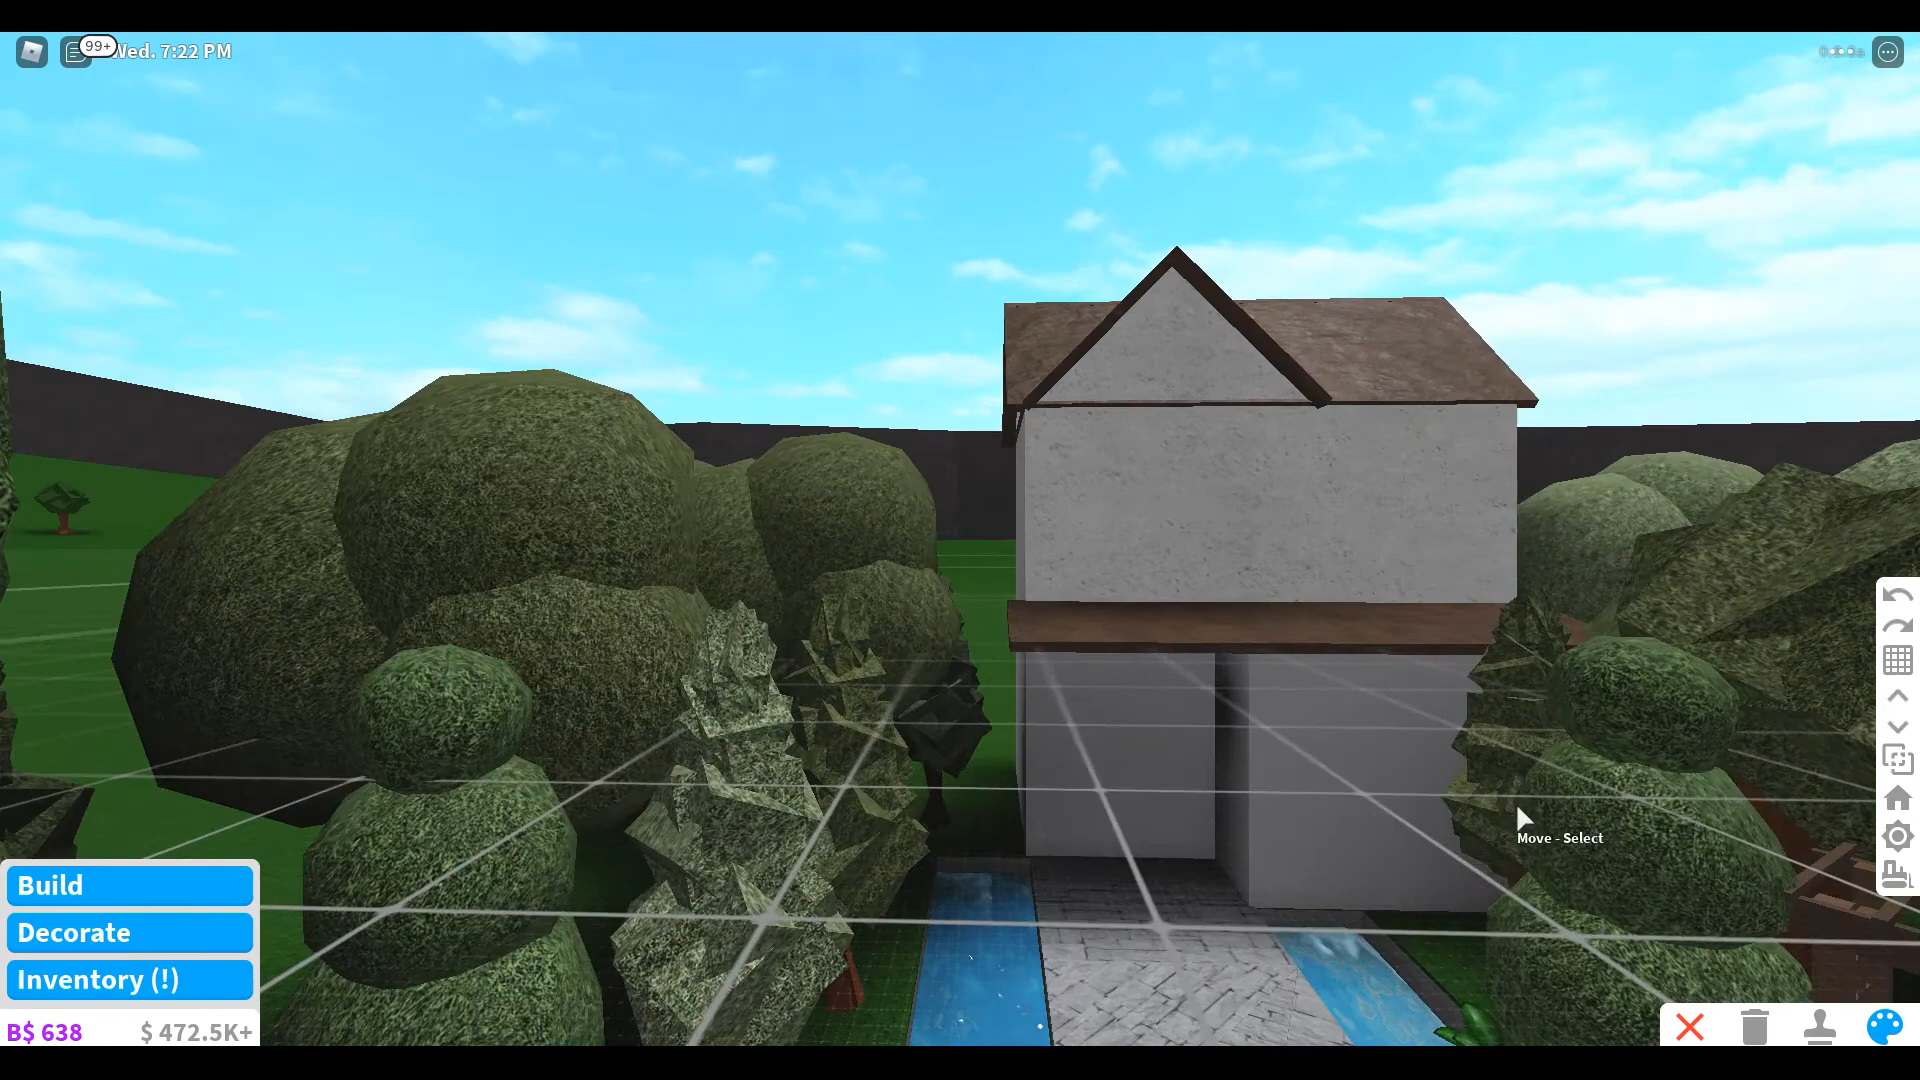 99+
Wed. 7:22 PM
Move - Select
Build
Decorate
Inventory (!)
B$ 638
$ 472.5K+